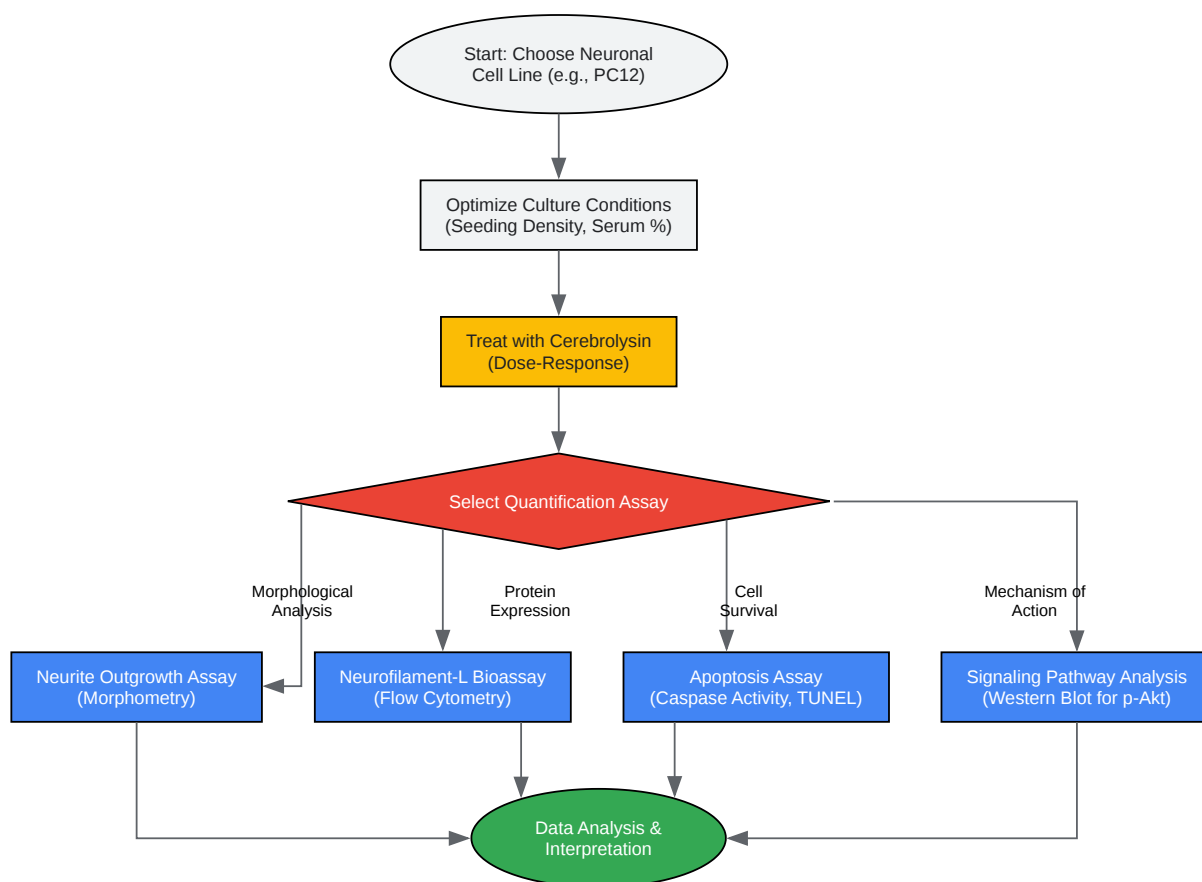 Start: Choose Neuronal
Cell Line (e.g., PC12)
Optimize Culture Conditions
(Seeding Density, Serum %)
Treat with Cerebrolysin
(Dose-Response)
Select Quantification Assay
Morphological
Analysis
Protein
Expression
Cell
Survival
Mechanism of
Action
Neurite Outgrowth Assay
(Morphometry)
Neurofilament-L Bioassay
(Flow Cytometry)
Apoptosis Assay
(Caspase Activity, TUNEL)
Signaling Pathway Analysis
(Western Blot for p-Akt)
Data Analysis &
Interpretation